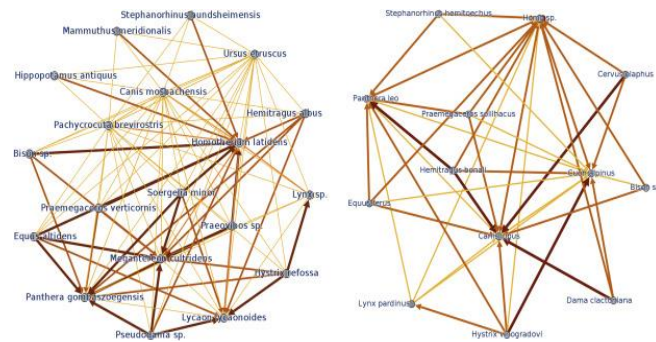 Stephanorhinus hundsheimensis
Mammuthus meridionalis
Ursus etruscus
Hippopotamus antiquus
Canis mosbachensis
Hemitragus albus
Pachycrocuta brevirostris
Homotherium latidens
Bison sp.
Soergelia minor
Lynx sp.
Praemegaceros verticornis
Praeovibos sp.
Equus altidens
Megantereon cultridens
Hystrix refossa
Panthera gombaszoegensis
Lycaon lycaonoides
Pseudodama sp.
Stephanorhinus hemitoechus
Homo sp.
Cervus elaphus
Panthera leo
Praemegaceros solilhacus
Hemitragus bonali
Cuon alpinus
Equus ferus
Bison s
Canis lupus
Lynx pardinus
Dama clactoniana
Hystrix vinogradovi